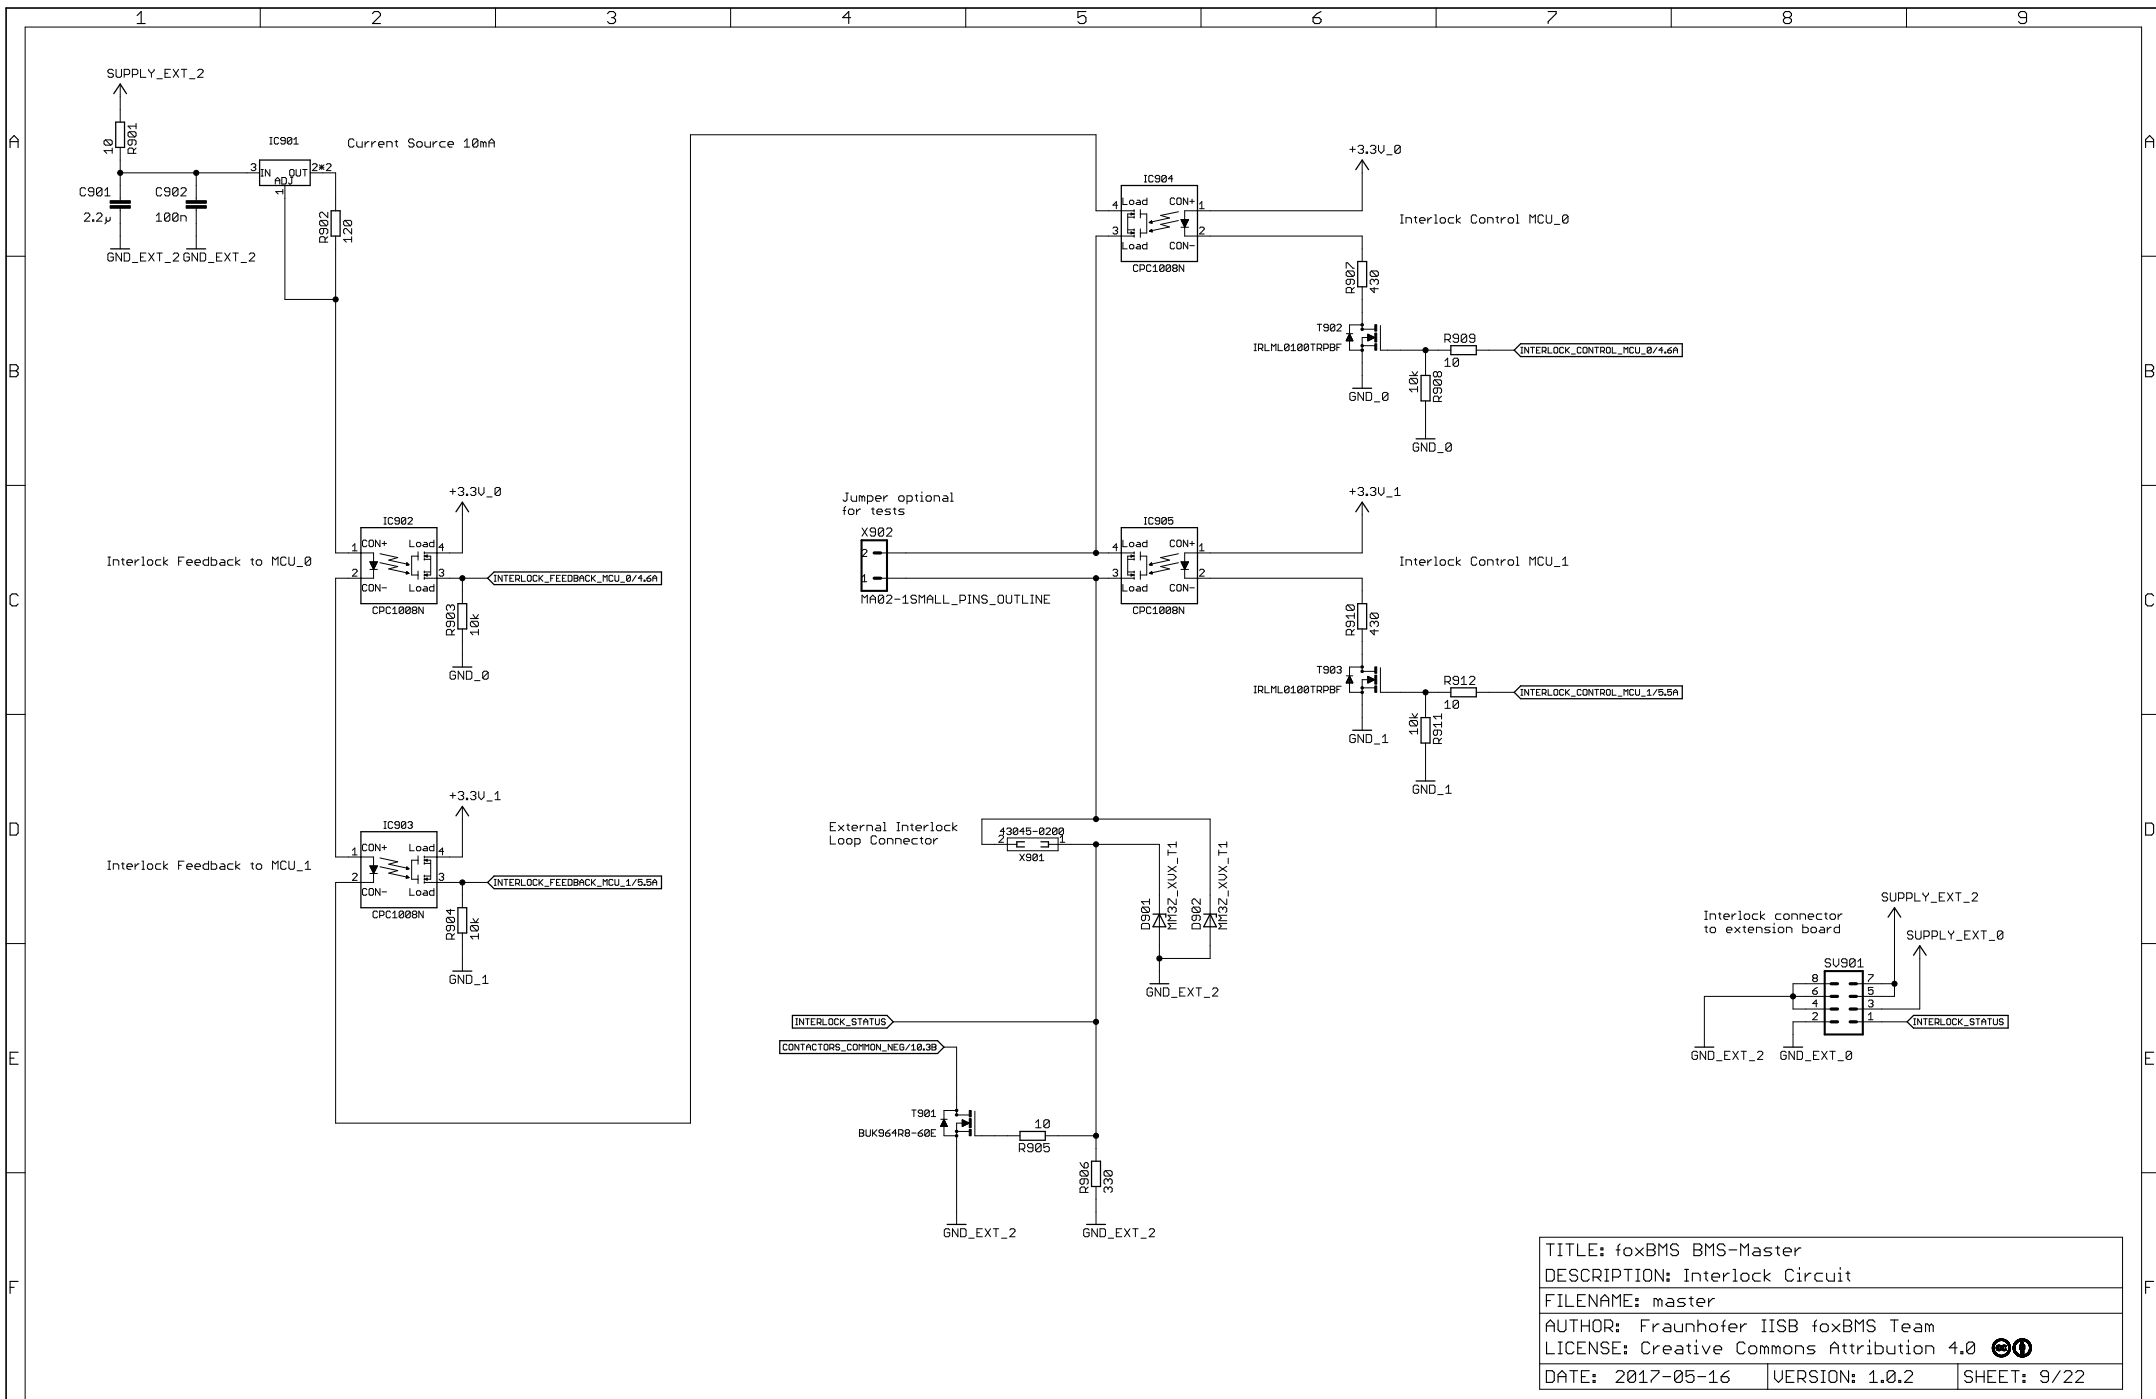 1 2 3 4 5 6 7 8 9
A
B
C
D
E
F
A
B
C
D
E
F
SUPPLY_EXT_2
10
R901
C901
2.2µ
C902
100n
GND_EXT_2
GND_EXT_2
IC901
Current Source 10mA
3
IN
OUT
ADJ
1
2*2
R902
120
Interlock Feedback to MCU_0
+3.3V_0
IC902
1
CON+
Load
4
2
CON-
Load
3
CPC1008N
INTERLOCK_FEEDBACK_MCU_0/4.6A
R903
10k
GND_0
Interlock Feedback to MCU_1
+3.3V_1
IC903
1
CON+
Load
4
2
CON-
Load
3
CPC1008N
INTERLOCK_FEEDBACK_MCU_1/5.5A
R904
10k
GND_1
+3.3V_0
IC904
4
Load
CON+
1
3
Load
CON-
2
CPC1008N
Interlock Control MCU_0
R907
430
T902
IRLML0100TRPBF
GND_0
R909
10
INTERLOCK_CONTROL_MCU_0/4.6A
10k
R908
GND_0
Jumper optional
for tests
X902
2
1
MA02-1SMALL_PINS_OUTLINE
+3.3V_1
IC905
4
Load
CON+
1
3
Load
CON-
2
CPC1008N
Interlock Control MCU_1
R910
430
T903
IRLML0100TRPBF
GND_1
R912
10
INTERLOCK_CONTROL_MCU_1/5.5A
10k
R911
GND_1
External Interlock
Loop Connector
43045-0200
2
1
X901
D901
MM3Z_XVX_T1
D902
MM3Z_XVX_T1
GND_EXT_2
INTERLOCK_STATUS
CONTACTORS_COMMON_NEG/10.3B
T901
BUK964R8-60E
10
R905
R906
330
GND_EXT_2
GND_EXT_2
Interlock connector
to extension board
SUPPLY_EXT_2
SUPPLY_EXT_0
SV901
8 7
6 5
4 3
2 1
INTERLOCK_STATUS
GND_EXT_2
GND_EXT_0
TITLE: foxBMS BMS-Master
DESCRIPTION: Interlock Circuit
FILENAME: master
AUTHOR: Fraunhofer IISB foxBMS Team
LICENSE: Creative Commons Attribution 4.0
DATE: 2017-05-16 VERSION: 1.0.2 SHEET: 9/22